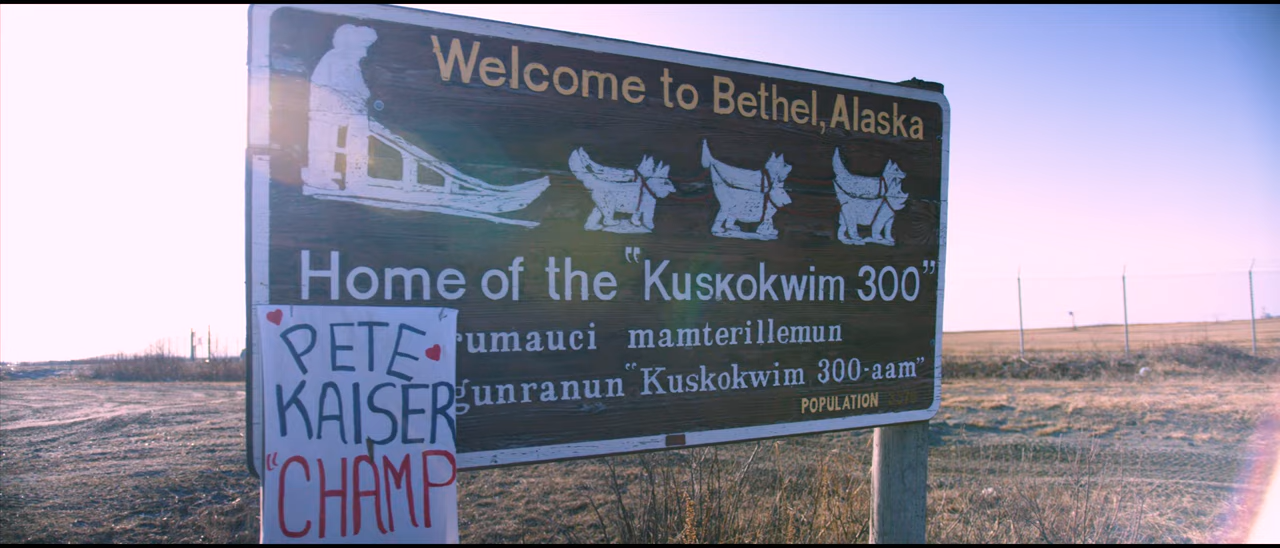 Welcome to Bethel, Alaska
Home of the "Kuskokwim 300"
rumauci mamterillemun
gunranun "Kuskokwim 300-aam"
POPULATION
PETE
KAISER
"CHAMP